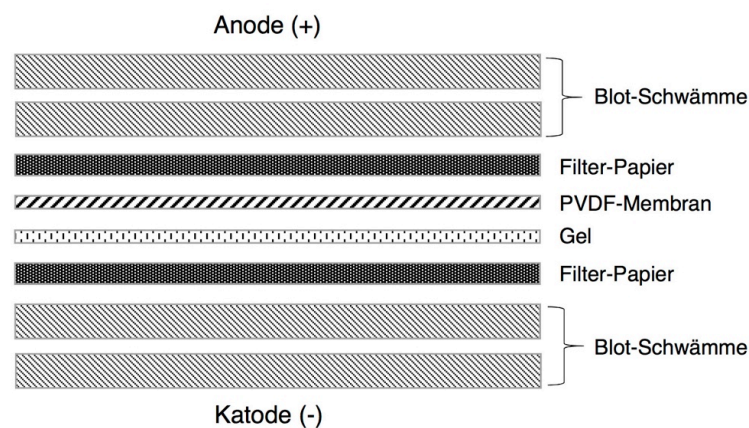 Anode (+)
Blot-Schwämme
Filter-Papier
PVDF-Membran
Gel
Filter-Papier
Blot-Schwämme
Katode (-)